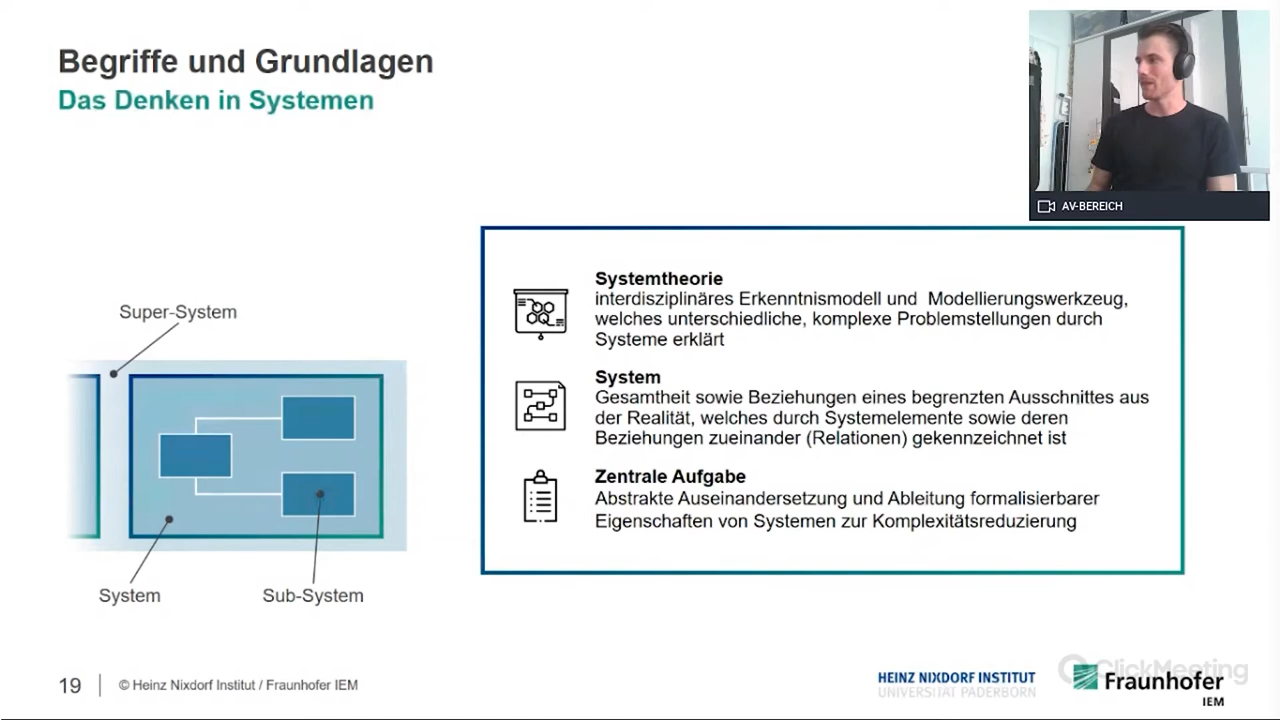 Begriffe und Grundlagen
Das Denken in Systemen
AV-BEREICH
Super-System
System
Sub-System
Systemtheorie
interdisziplinäres Erkenntnismodell und Modellierungswerkzeug,
welches unterschiedliche, komplexe Problemstellungen durch
Systeme erklärt
System
Gesamtheit sowie Beziehungen eines begrenzten Ausschnittes aus
der Realität, welches durch Systemelemente sowie deren
Beziehungen zueinander (Relationen) gekennzeichnet ist
Zentrale Aufgabe
Abstrakte Auseinandersetzung und Ableitung formalisierbarer
Eigenschaften von Systemen zur Komplexitätsreduzierung
19
© Heinz Nixdorf Institut / Fraunhofer IEM
HEINZ NIXDORF INSTITUT
UNIVERSITÄT PADERBORN
ClickMeeting
Fraunhofer
IEM